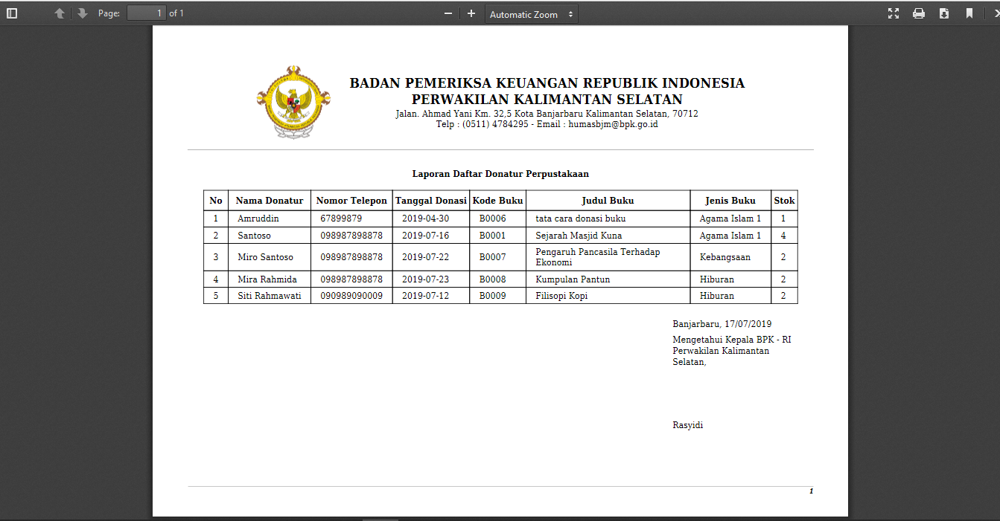 Page: 1 of 1 Automatic Zoom
BADAN PEMERIKSA KEUANGAN REPUBLIK INDONESIA
PERWAKILAN KALIMANTAN SELATAN
Jalan. Ahmad Yani Km. 32,5 Kota Banjarbaru Kalimantan Selatan, 70712
Telp : (0511) 4784295 - Email : humasbjm@bpk.go.id
Laporan Daftar Donatur Perpustakaan
No Nama Donatur Nomor Telepon Tanggal Donasi Kode Buku Judul Buku Jenis Buku Stok
1 Amruddin 67899879 2019-04-30 B0006 tata cara donasi buku Agama Islam 1 1
2 Santoso 098987898878 2019-07-16 B0001 Sejarah Masjid Kuna Agama Islam 1 4
3 Miro Santoso 098987898878 2019-07-22 B0007 Pengaruh Pancasila Terhadap
Ekonomi Kebangsaan 2
4 Mira Rahmida 098987898878 2019-07-23 B0008 Kumpulan Pantun Hiburan 2
5 Siti Rahmawati 090989090009 2019-07-12 B0009 Filisopi Kopi Hiburan 2
Banjarbaru, 17/07/2019
Mengetahui Kepala BPK - RI
Perwakilan Kalimantan
Selatan,
Rasyidi
1